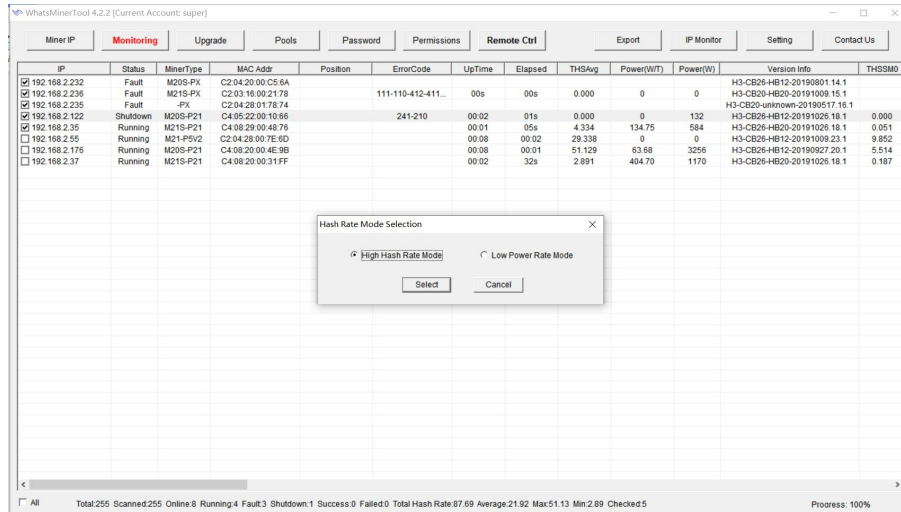 WhatsMinerTool 4.2.2 [Current Account: super]
Miner IP Monitoring Upgrade Pools Password Permissions Remote Ctrl Export IP Monitor Setting Contact Us
IP Status MinerType MAC Addr Position ErrorCode UpTime Elapsed THSAvg Power(W/T) Power(W) Version Info THSSM0
192.168.2.232 Fault M20S-PX C2:04:20:00:C5:6A H3-CB26-HB12-20190801.14.1
192.168.2.236 Fault M21S-PX C2:03:16:00:21:78 111-110-412-411... 00s 00s 0.000 0 0 H3-CB20-HB20-20191009.15.1
192.168.2.235 Fault -PX C2:04:28:01:78:74 H3-CB20-unknown-20190517.16.1
192.168.2.122 Shutdown M20S-P21 C4:05:22:00:10:66 241-210 00:02 01s 0.000 0 132 H3-CB26-HB12-20191026.18.1 0.000
192.168.2.35 Running M21S-P21 C4:08:29:00:48:76 00:01 05s 4.334 134.75 584 H3-CB26-HB20-20191026.18.1 0.051
192.168.2.55 Running M21-P5V2 C2:04:28:00:7E:6D 00:08 00:02 29.338 0 0 H3-CB26-HB12-20191009.23.1 9.852
192.168.2.176 Running M20S-P21 C4:08:20:00:4E:9B 00:08 00:01 51.129 63.68 3256 H3-CB26-HB12-20190927.20.1 5.514
192.168.2.37 Running M21S-P21 C4:08:20:00:31:FF 00:02 32s 2.891 404.70 1170 H3-CB26-HB20-20191026.18.1 0.187
Hash Rate Mode Selection
High Hash Rate Mode Low Power Rate Mode
Select Cancel
All Total:255 Scanned:255 Online:8 Running:4 Fault:3 Shutdown:1 Success:0 Failed:0 Total Hash Rate:87.69 Average:21.92 Max:51.13 Min:2.89 Checked:5 Progress: 100%